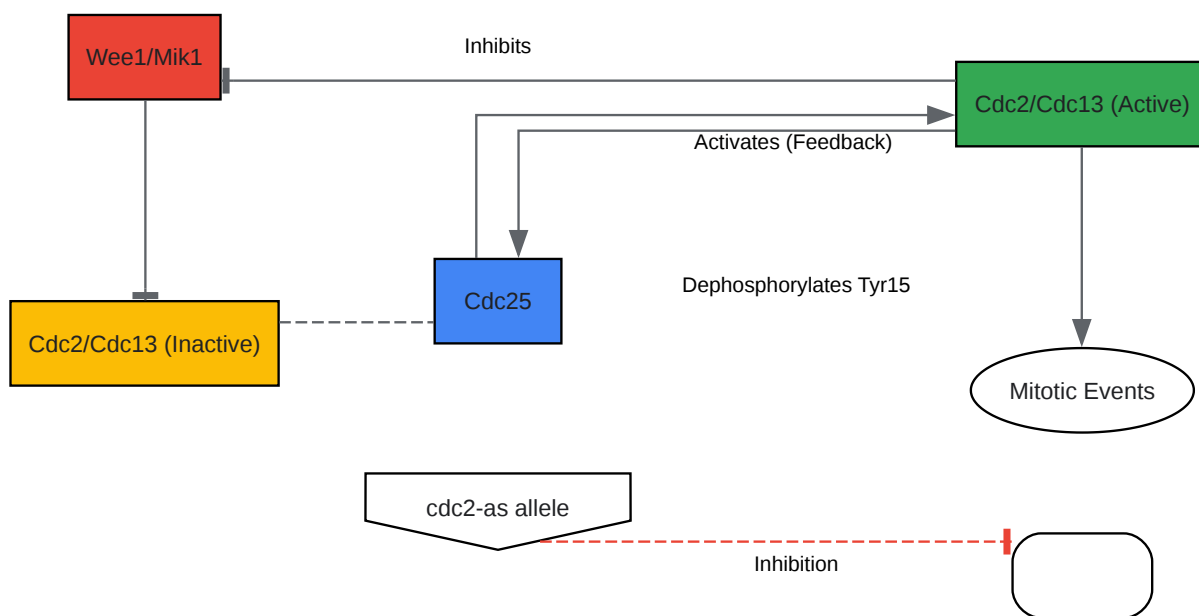 Inhibits
Wee1/Mik1
Cdc2/Cdc13 (Active)
Activates (Feedback)
Dephosphorylates Tyr15
Cdc25
Cdc2/Cdc13 (Inactive)
Mitotic Events
cdc2-as allele
Inhibition